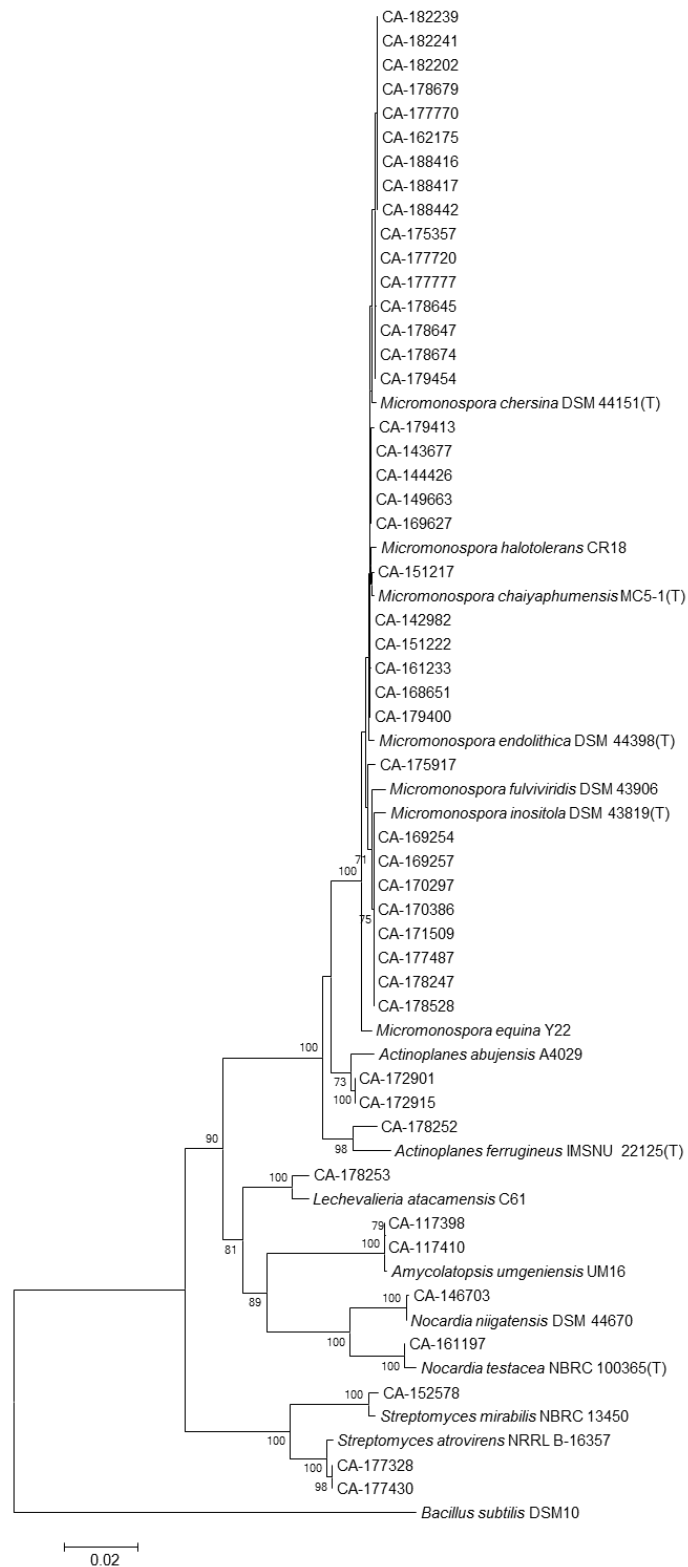 CA-182239
CA-182241
CA-182202
CA-178679
CA-177770
CA-162175
CA-188416
CA-188417
CA-188442
CA-175357
CA-177720
CA-177777
CA-178645
CA-178647
CA-178674
CA-179454
Micromonospora chersina DSM 44151(T)
CA-179413
CA-143677
CA-144426
CA-149663
CA-169627
Micromonospora halotolerans CR18
CA-151217
Micromonospora chaiyaphumensis MC5-1(T)
CA-142982
CA-151222
CA-161233
CA-168651
CA-179400
Micromonospora endolithica DSM 44398(T)
CA-175917
Micromonospora fulviviridis DSM 43906
Micromonospora inositola DSM 43819(T)
CA-169254
71
CA-169257
100
CA-170297
CA-170386
75
CA-171509
CA-177487
CA-178247
CA-178528
Micromonospora equina Y22
100
Actinoplanes abujensis A4029
73
CA-172901
100
CA-172915
CA-178252
90
98
Actinoplanes ferrugineus IMSNU 22125(T)
100
CA-178253
Lechevalieria atacamensis C61
79
CA-117398
81
100
CA-117410
Amycolatopsis umgeniensis UM16
100
CA-146703
89
Nocardia niigatensis DSM 44670
100
CA-161197
100
Nocardia testacea NBRC 100365(T)
100
CA-152578
Streptomyces mirabilis NBRC 13450
100
Streptomyces atrovirens NRRL B-16357
100
CA-177328
98
CA-177430
Bacillus subtilis DSM10
0.02